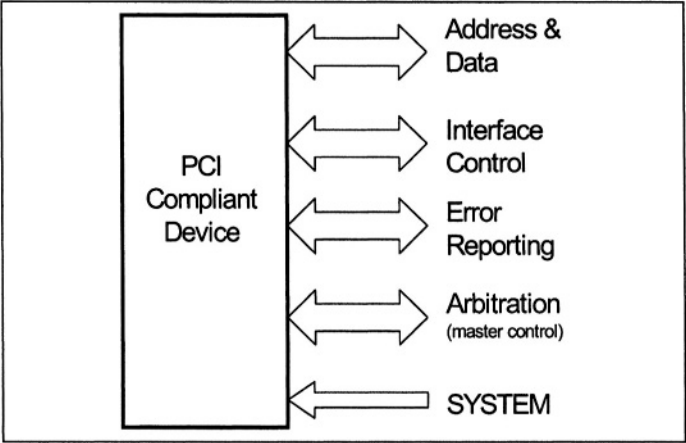 PCI
Compliant
Device
Address &
Data
Interface
Control
Error
Reporting
Arbitration
(master control)
SYSTEM